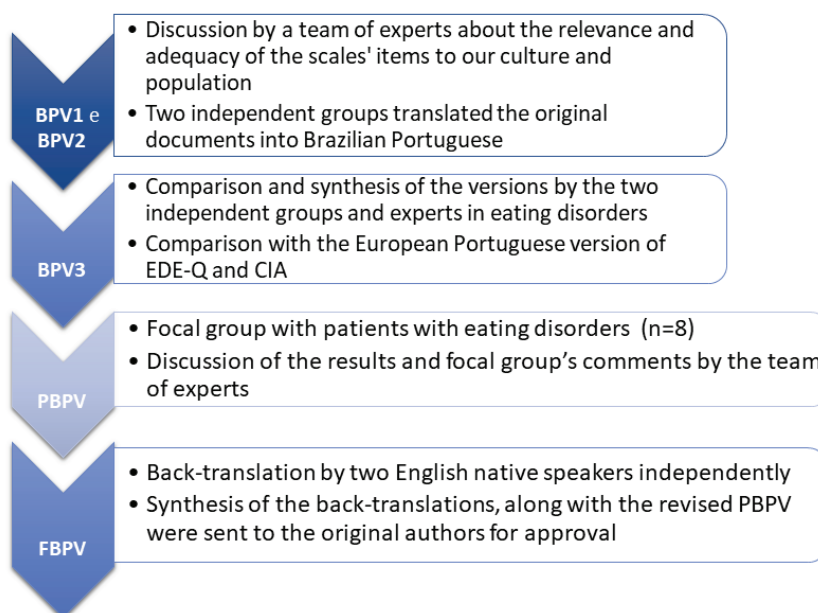 BPV1 e
BPV2
• Discussion by a team of experts about the relevance and
adequacy of the scales' items to our culture and
population
• Two independent groups translated the original
documents into Brazilian Portuguese
BPV3
• Comparison and synthesis of the versions by the two
independent groups and experts in eating disorders
• Comparison with the European Portuguese version of
EDE-Q and CIA
PBPV
• Focal group with patients with eating disorders (n=8)
• Discussion of the results and focal group’s comments by the team
of experts
FBPV
• Back-translation by two English native speakers independently
• Synthesis of the back-translations, along with the revised PBPV
were sent to the original authors for approval